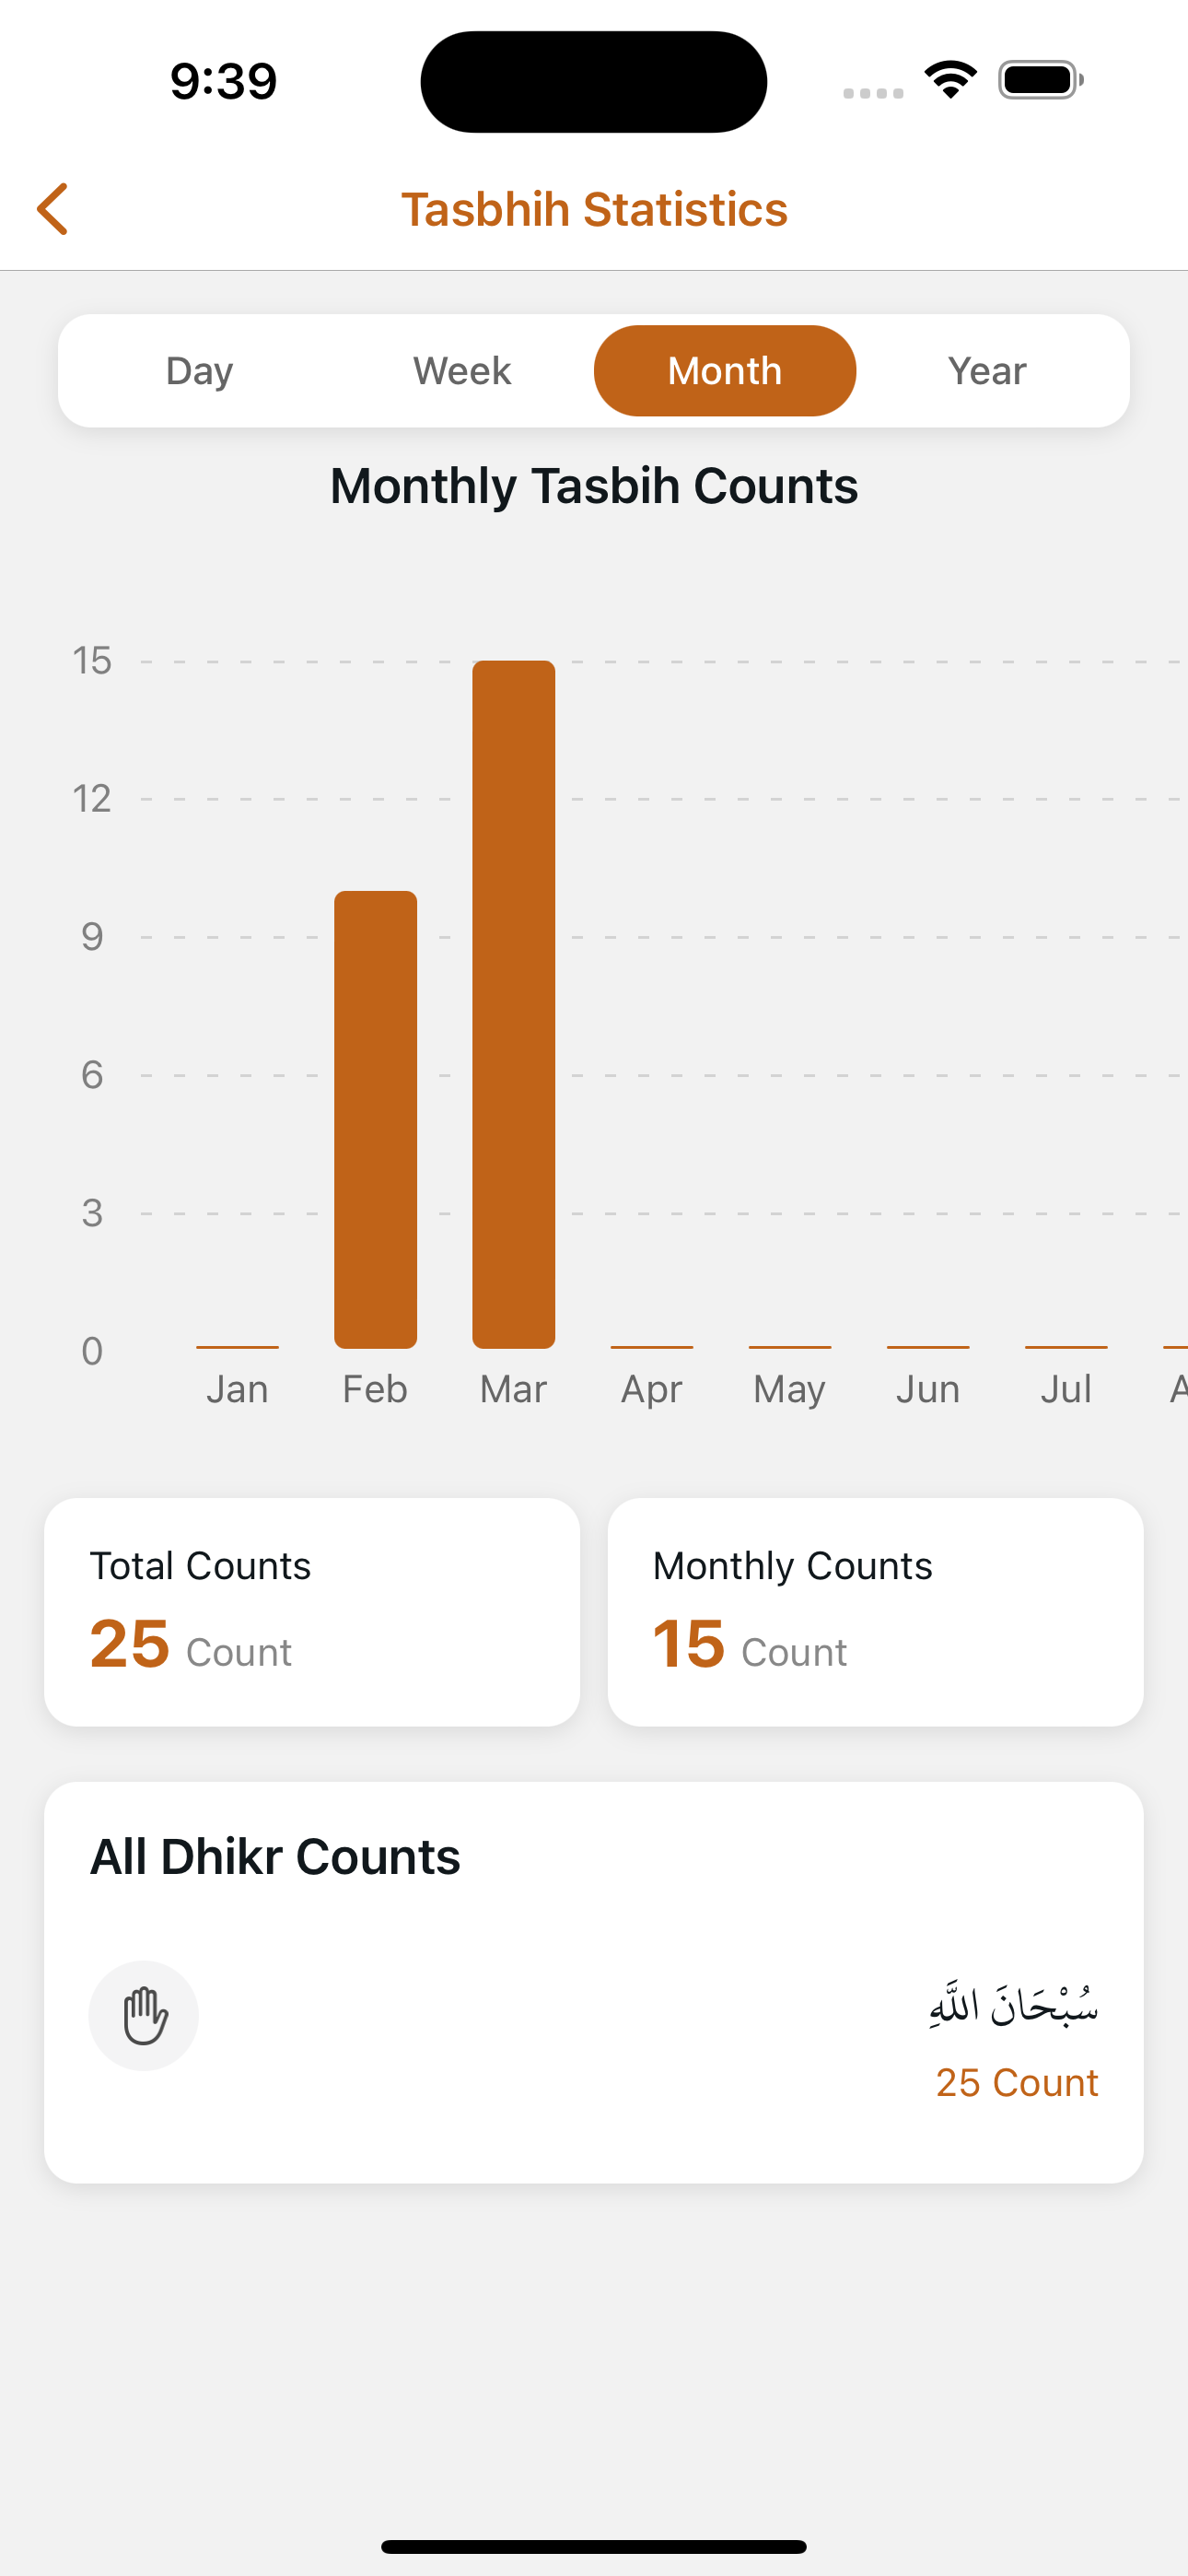 9:39
Tasbhih Statistics
Day Week Month Year
Monthly Tasbih Counts
15
12
9
6
3
0
Jan Feb Mar Apr May Jun Jul A
Total Counts
25 Count
Monthly Counts
15 Count
All Dhikr Counts
سُبْحَانَ اللَّهِ
25 Count